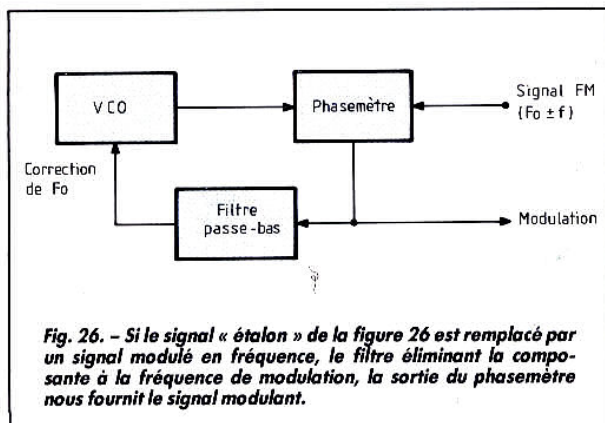 VCO
Phasemètre
Signal FM
(Fo ± f)
Correction
de Fo
Filtre
passe-bas
Modulation
Fig. 26. – Si le signal « étalon » de la figure 26 est remplacé par
un signal modulé en fréquence, le filtre éliminant la compo-
sante à la fréquence de modulation, la sortie du phasemètre
nous fournit le signal modulant.